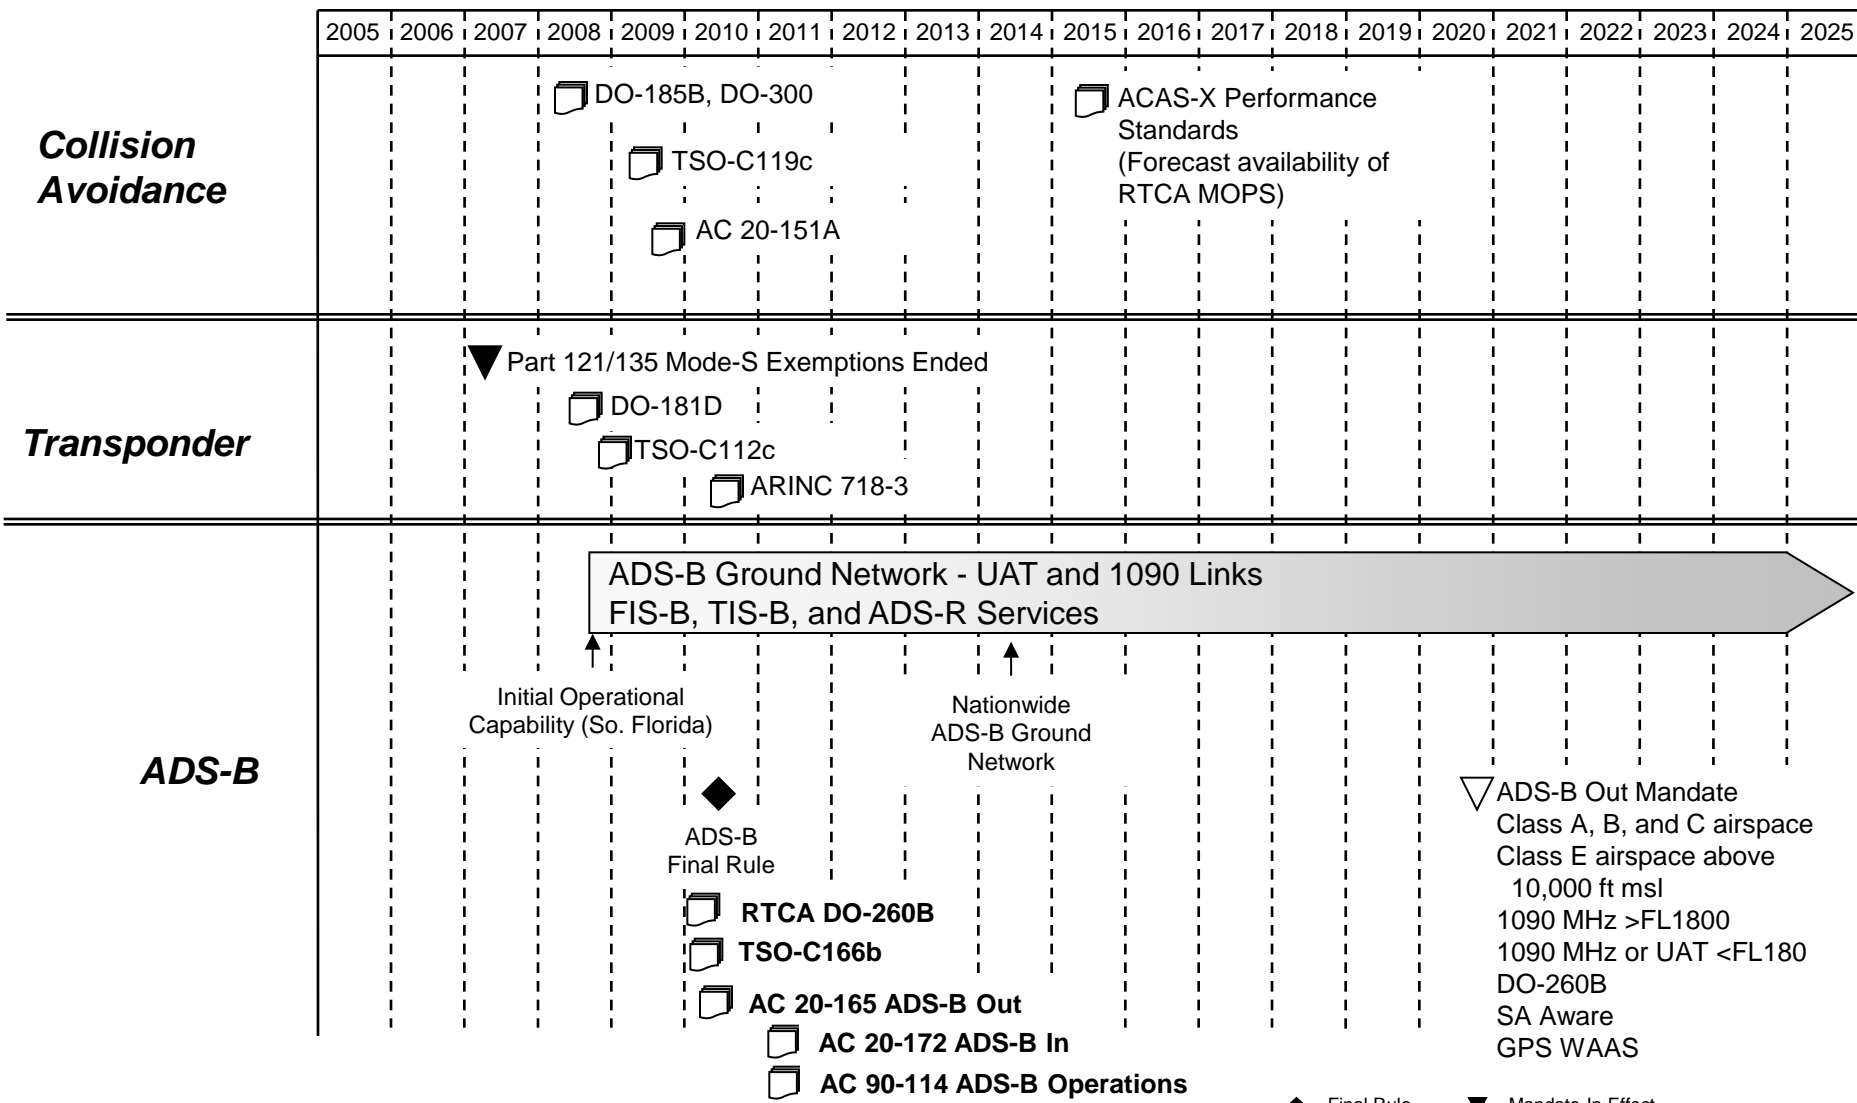 2005 2006 2007 2008 2009 2010 2011 2012 2013 2014 2015 2016 2017 2018 2019 2020 2021 2022 2023 2024 2025
Collision
Avoidance
DO-185B, DO-300
TSO-C119c
AC 20-151A
ACAS-X Performance
Standards
(Forecast availability of
RTCA MOPS)
Transponder
Part 121/135 Mode-S Exemptions Ended
DO-181D
TSO-C112c
ARINC 718-3
ADS-B
ADS-B Ground Network - UAT and 1090 Links
FIS-B, TIS-B, and ADS-R Services
Initial Operational
Capability (So. Florida)
Nationwide
ADS-B Ground
Network
ADS-B
Final Rule
RTCA DO-260B
TSO-C166b
AC 20-165 ADS-B Out
AC 20-172 ADS-B In
AC 90-114 ADS-B Operations
ADS-B Out Mandate
Class A, B, and C airspace
Class E airspace above
10,000 ft msl
1090 MHz >FL1800
1090 MHz or UAT <FL180
DO-260B
SA Aware
GPS WAAS
Final Rule
Mandate In Effect